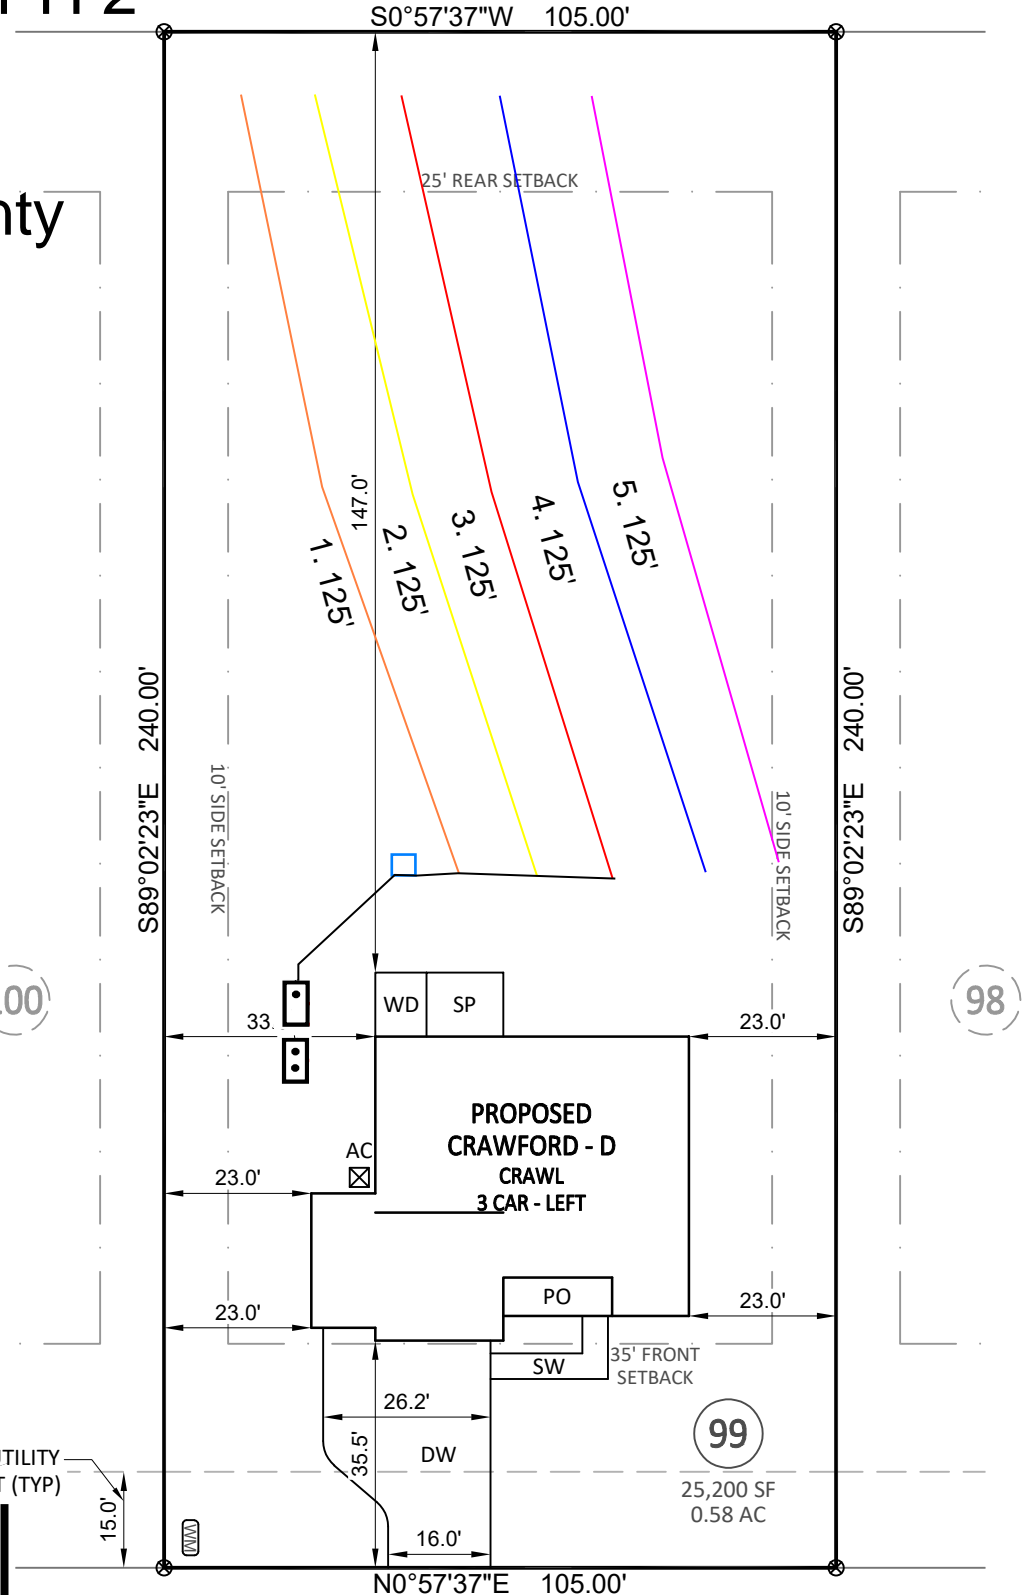 S0°57'37"W 105.00'
25' REAR SETBACK
147.0'
1. 125'
2. 125'
3. 125'
4. 125'
5. 125'
S89°02'23"E 240.00'
S89°02'23"E 240.00'
10' SIDE SETBACK
10' SIDE SETBACK
98
WD
SP
33.
23.0'
PROPOSED
CRAWFORD - D
CRAWL
3 CAR - LEFT
AC
23.0'
PO
23.0'
23.0'
SW
35' FRONT
SETBACK
26.2'
35.5'
DW
99
25,200 SF
0.58 AC
(TYP)
15.0'
WM
16.0'
N0°57'37"E 105.00'